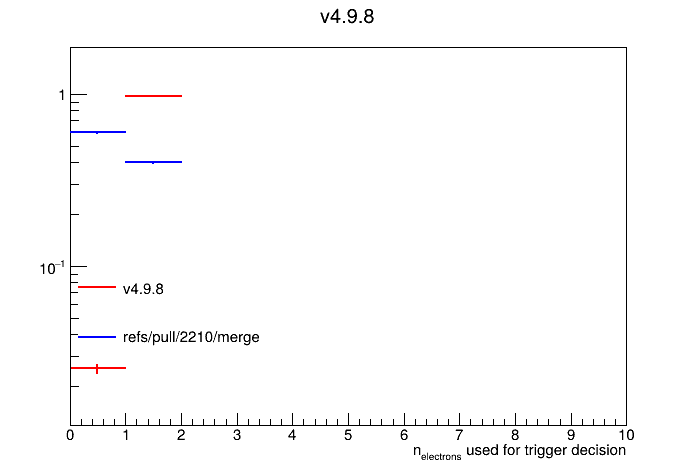 v4.9.8
1
10⁻¹
v4.9.8
refs/pull/2210/merge
0 1 2 3 4 5 6 7 8 9 10
n_electrons used for trigger decision